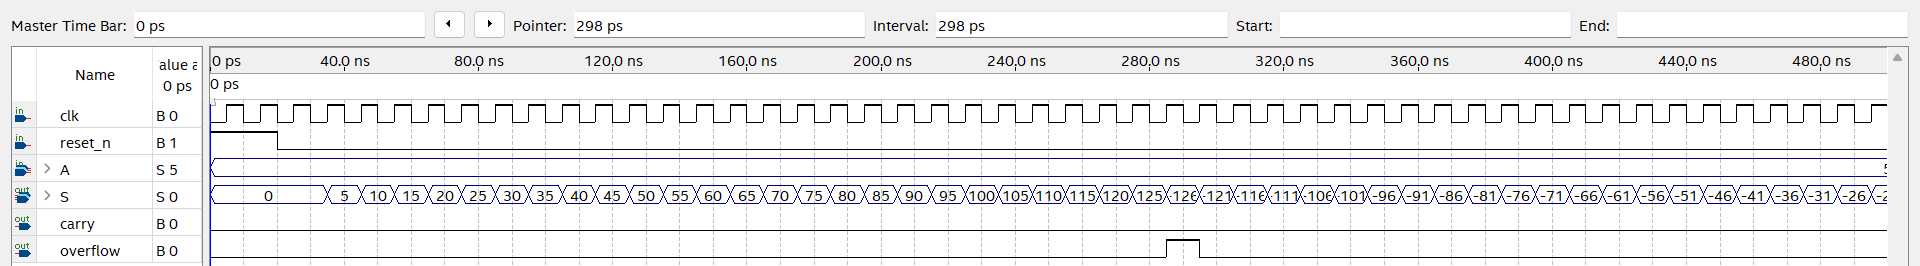 Master Time Bar: 0 ps Pointer: 298 ps Interval: 298 ps Start: End:
Name alue a 0 ps
0 ps 40.0 ns 80.0 ns 120.0 ns 160.0 ns 200.0 ns 240.0 ns 280.0 ns 320.0 ns 360.0 ns 400.0 ns 440.0 ns 480.0 ns
0 ps
in clk B 0
in reset_n B 1
in A S 5
out S S 0 0 5 10 15 20 25 30 35 40 45 50 55 60 65 70 75 80 85 90 95 100 105 110 115 120 125 -126 -121 -116 -111 -106 -101 -96 -91 -86 -81 -76 -71 -66 -61 -56 -51 -46 -41 -36 -31 -26 -2
out carry B 0
out overflow B 0